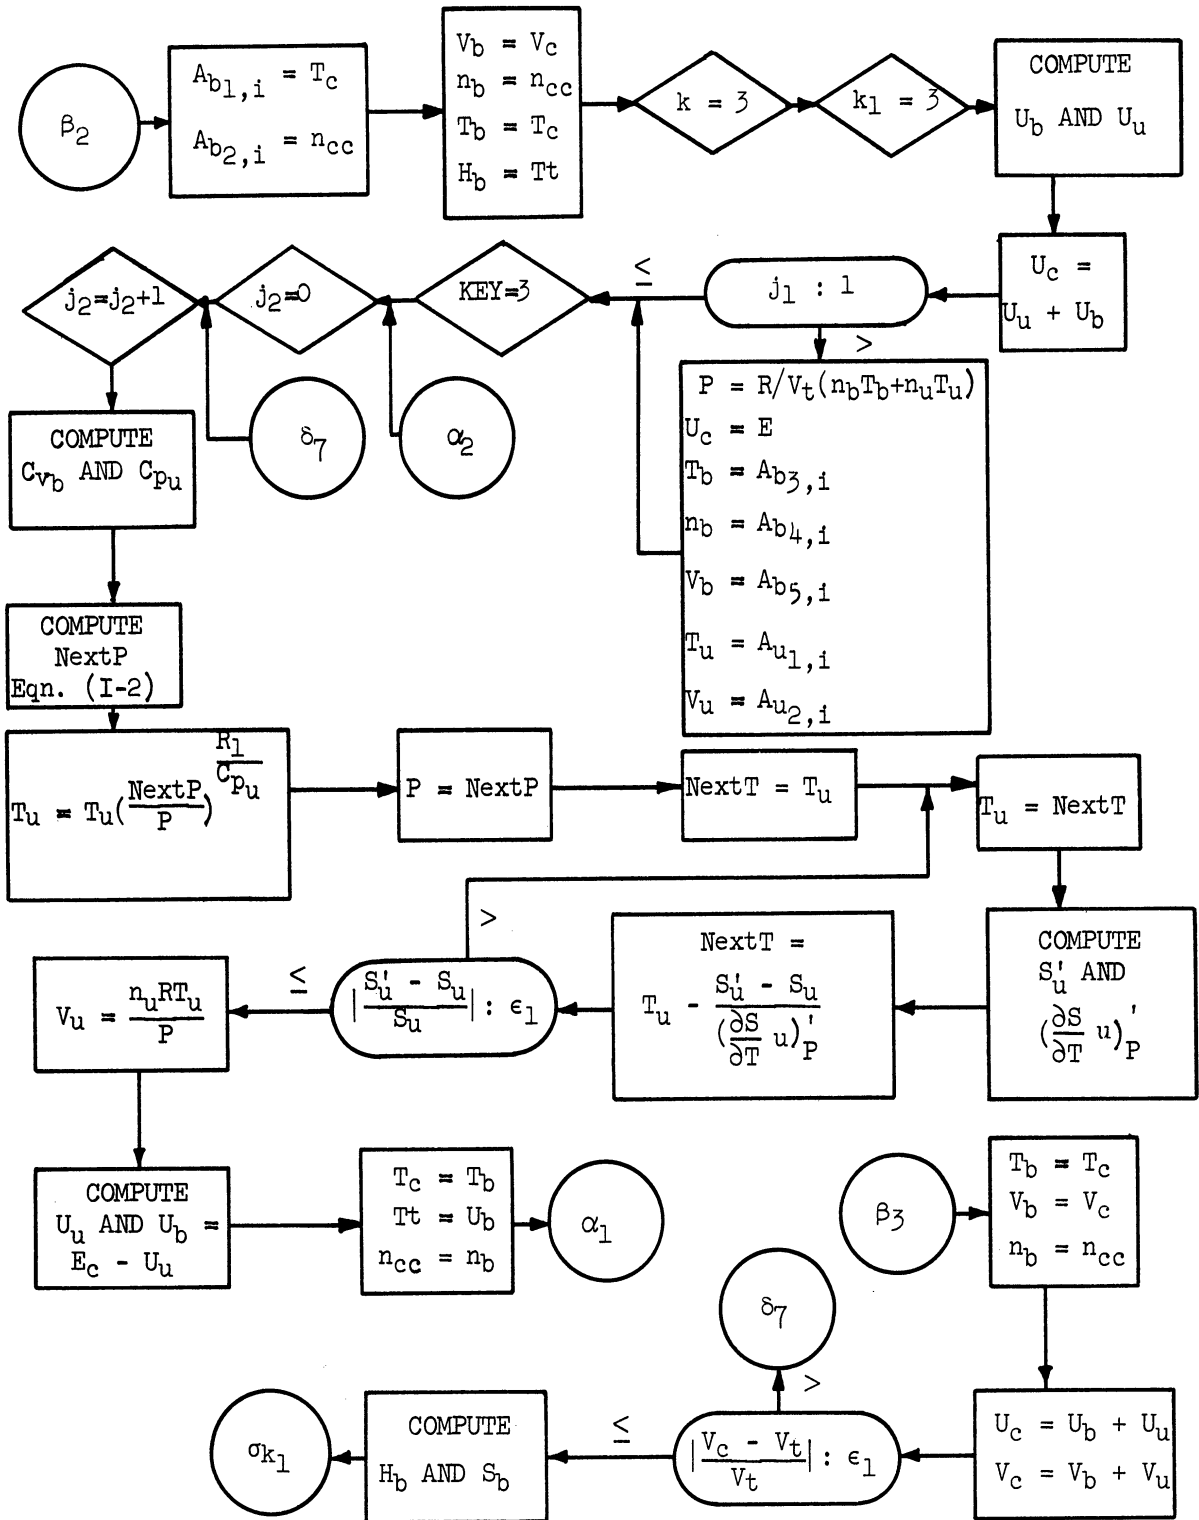 β2
Ab1,i = Tc
Ab2,i = ncc
Vb = Vc
nb = ncc
Tb = Tc
Hb = Tt
k = 3
k1 = 3
COMPUTE
Ub AND Uu
Uc =
Uu + Ub
j1 : 1
≤
>
KEY=3
j2=0
j2=j2+1
δ7
α2
P = R/Vt(nbTb+nuTu)
Uc = E
Tb = Ab3,i
nb = Ab4,i
Vb = Ab5,i
Tu = Au1,i
Vu = Au2,i
COMPUTE
Cvb AND Cpu
COMPUTE
NextP
Eqn. (I-2)
Tu = Tu(NextP/P)^R1/Cpu
P = NextP
NextT = Tu
Tu = NextT
COMPUTE
S'u AND
(∂S/∂T u)'P
NextT =
Tu - S'u - Su/(∂S/∂T u)'P
|S'u - Su/Su| : ϵ1
>
≤
Vu = nuRTu/P
COMPUTE
Uu AND Ub =
Ec - Uu
Tc = Tb
Tt = Ub
ncc = nb
α1
β3
Tb = Tc
Vb = Vc
nb = ncc
Uc = Ub + Uu
Vc = Vb + Vu
|Vc - Vt/Vt| : ϵ1
>
δ7
≤
COMPUTE
Hb AND Sb
σk1